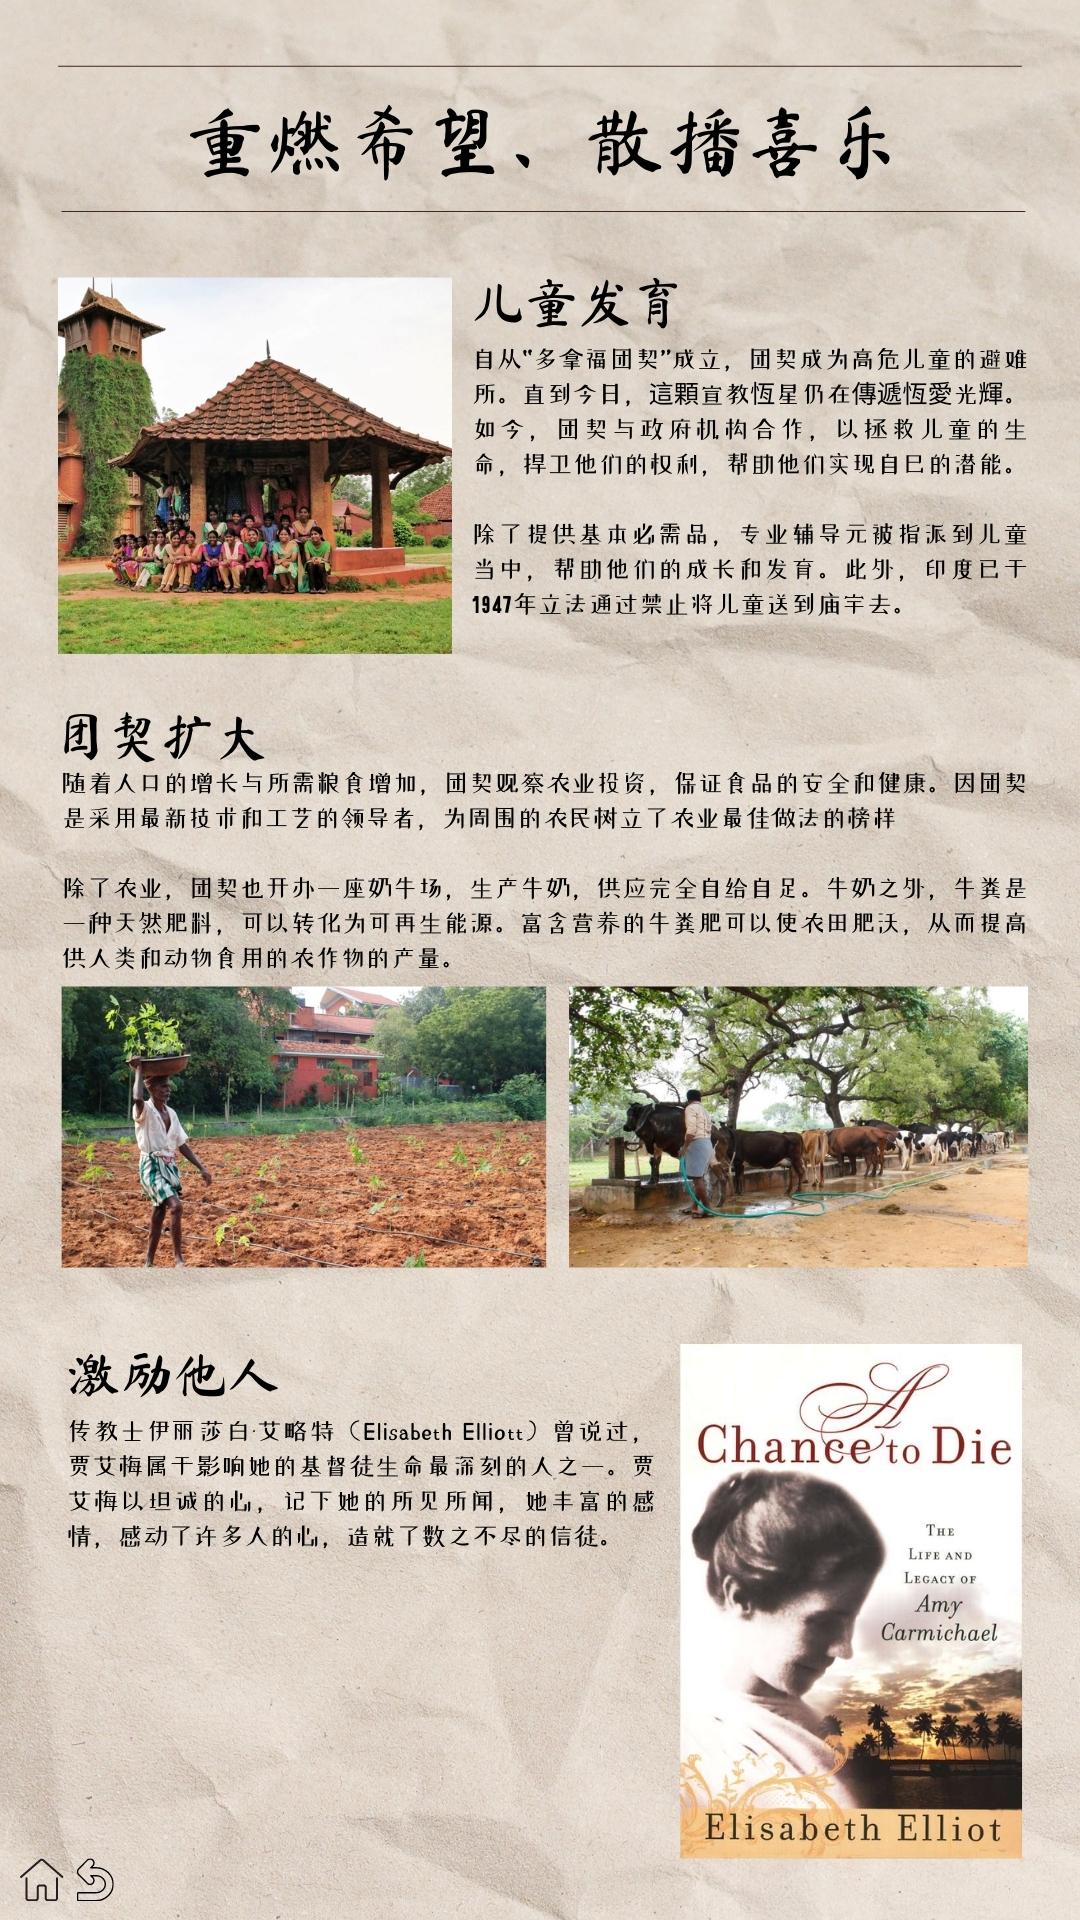 重燃希望、散播喜乐
儿童发育
自从“多拿福团契”成立，团契成为高危儿童的避难
所。直到今日，這顆宣教恆星仍在傳遞恆愛光輝。
如今，团契与政府机构合作，以拯救儿童的生
命，捍卫他们的权利，帮助他们实现自己的潜能。
除了提供基本必需品，专业辅导元被指派到儿童
当中，帮助他们的成长和发育。此外，印度已于
1947年立法通过禁止将儿童送到庙宇去。
团契扩大
随着人口的增长与所需粮食增加，团契观察农业投资，保证食品的安全和健康。因团契
是采用最新技术和工艺的领导者，为周围的农民树立了农业最佳做法的榜样
除了农业，团契也开办一座奶牛场，生产牛奶，供应完全自给自足。牛奶之外，牛粪是
一种天然肥料，可以转化为可再生能源。富含营养的牛粪肥可以使农田肥沃，从而提高
供人类和动物食用的农作物的产量。
激励他人
传教士伊丽莎白·艾略特（Elisabeth Elliott）曾说过，
贾艾梅属于影响她的基督徒生命最深刻的人之一。贾
艾梅以坦诚的心，记下她的所见所闻，她丰富的感
情，感动了许多人的心，造就了数之不尽的信徒。
A
Chance to Die
The
Life and
Legacy of
Amy
Carmichael
Elisabeth Elliot